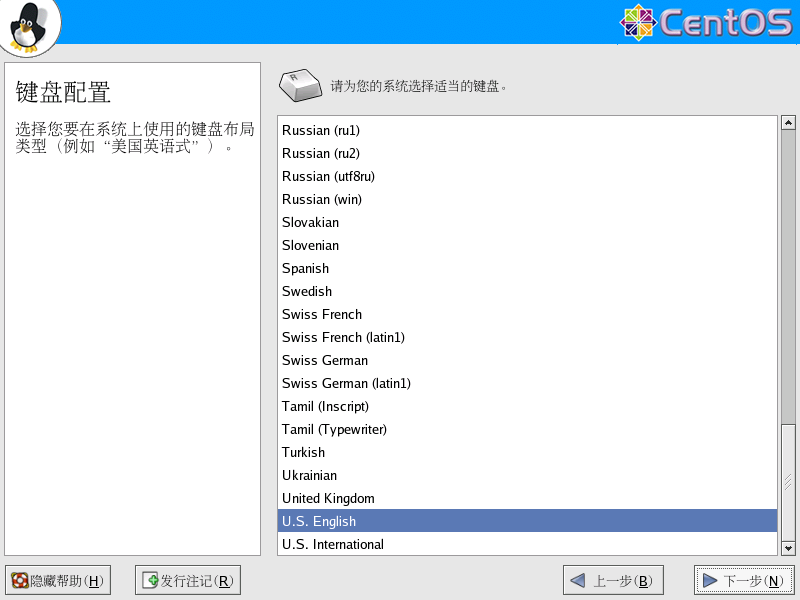 CentOS
键盘配置
选择您要在系统上使用的键盘布局
类型（例如“美国英语式”）。
请为您的系统选择适当的键盘。
Russian (ru1)
Russian (ru2)
Russian (utf8ru)
Russian (win)
Slovakian
Slovenian
Spanish
Swedish
Swiss French
Swiss French (latin1)
Swiss German
Swiss German (latin1)
Tamil (Inscript)
Tamil (Typewriter)
Turkish
Ukrainian
United Kingdom
U.S. English
U.S. International
隐藏帮助(H)
发行注记(R)
上一步(B)
下一步(N)